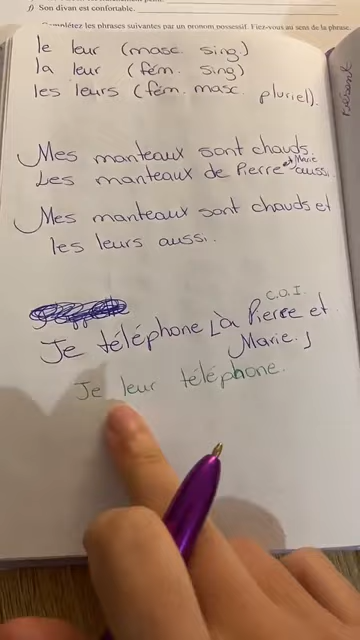 f) Son divan est confortable.
Complétez les phrases suivantes par un pronom possessif. Fiez-vous au sens de la phrase.
le leur (masc sing)
la leur (fém. sing)
les leurs (fém. masc. pluriel).
Mes manteaux sont chauds.
et Marie
Les manteaux de Pierre aussi.
Mes manteaux sont chauds et
les leurs aussi.
C.O.I.
Je téléphone [à Pierre et
Marie.]
Je leur téléphone.